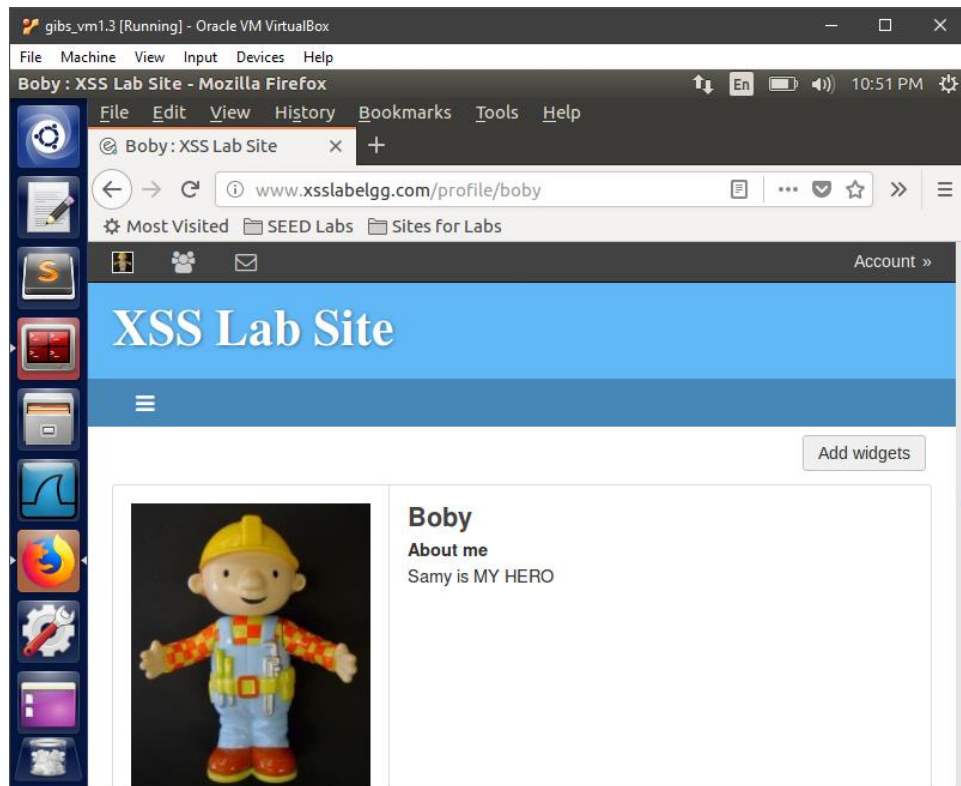 gibs_vm1.3 [Running] - Oracle VM VirtualBox
File Machine View Input Devices Help
Boby : XSS Lab Site - Mozilla Firefox En 10:51 PM
File Edit View History Bookmarks Tools Help
Boby : XSS Lab Site
www.xsslabelgg.com/profile/boby
Most Visited SEED Labs Sites for Labs
Account »
XSS Lab Site
Add widgets
Boby
About me
Samy is MY HERO